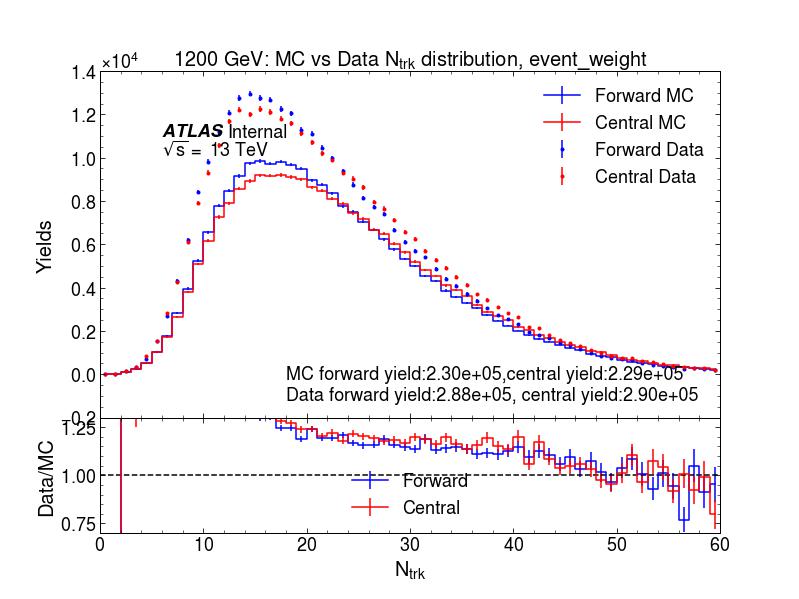 1200 GeV: MC vs Data Ntrk distribution, event_weight
×10⁴
1.4
1.2
1.0
0.8
0.6
0.4
0.2
0.0
0.2
Yields
ATLAS Internal
√s = 13 TeV
Forward MC
Central MC
Forward Data
Central Data
MC forward yield:2.30e+05,central yield:2.29e+05
Data forward yield:2.88e+05, central yield:2.90e+05
1.25
1.00
0.75
Data/MC
Forward
Central
0 10 20 30 40 50 60
Ntrk